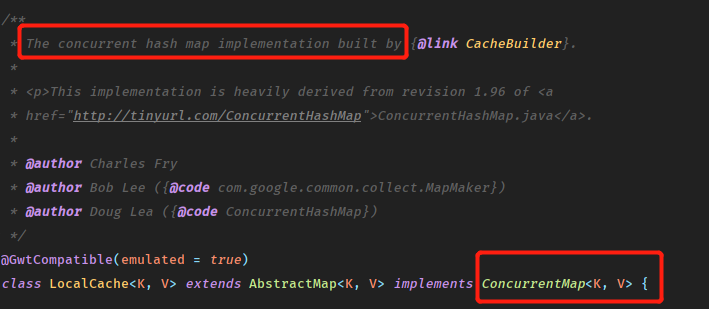 /**
* The concurrent hash map implementation built by {@link CacheBuilder}.
*
* <p>This implementation is heavily derived from revision 1.96 of <a
* href="http://tinyurl.com/ConcurrentHashMap">ConcurrentHashMap.java</a>.
*
* @author Charles Fry
* @author Bob Lee ({@code com.google.common.collect.MapMaker})
* @author Doug Lea ({@code ConcurrentHashMap})
*/
@GwtCompatible(emulated = true)
class LocalCache<K, V> extends AbstractMap<K, V> implements ConcurrentMap<K, V> {